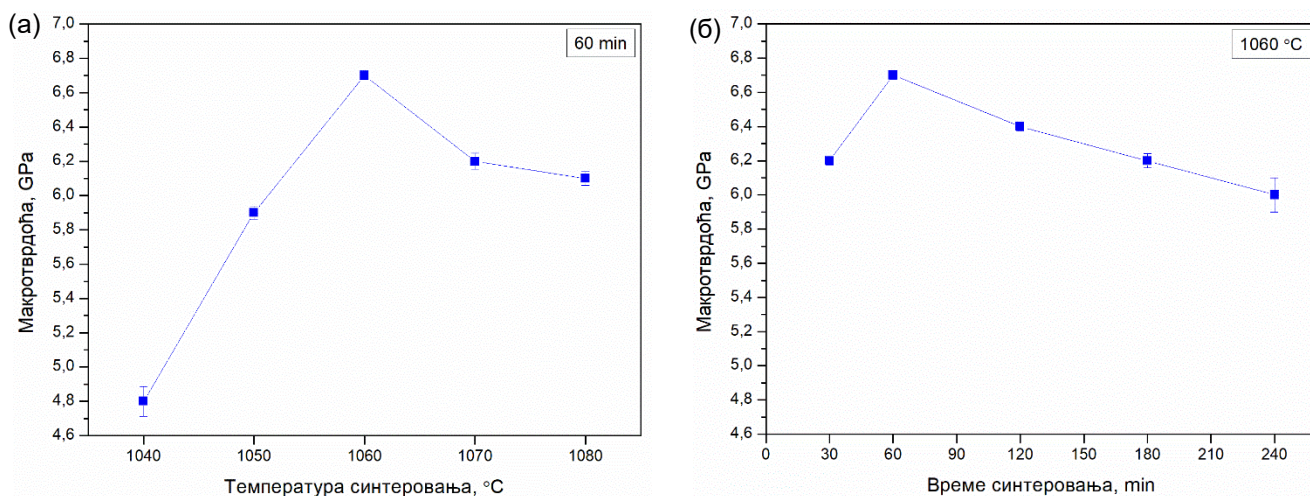 (а)
60 min
7,0
6,8
6,6
6,4
6,2
6,0
5,8
5,6
5,4
5,2
5,0
4,8
4,6
Макротврдоћа, GPa
1040 1050 1060 1070 1080
Температура синтеровања, °C
(б)
1060 °C
7,0
6,8
6,6
6,4
6,2
6,0
5,8
5,6
5,4
5,2
5,0
4,8
4,6
Макротврдоћа, GPa
0 30 60 90 120 150 180 210 240
Време синтеровања, min